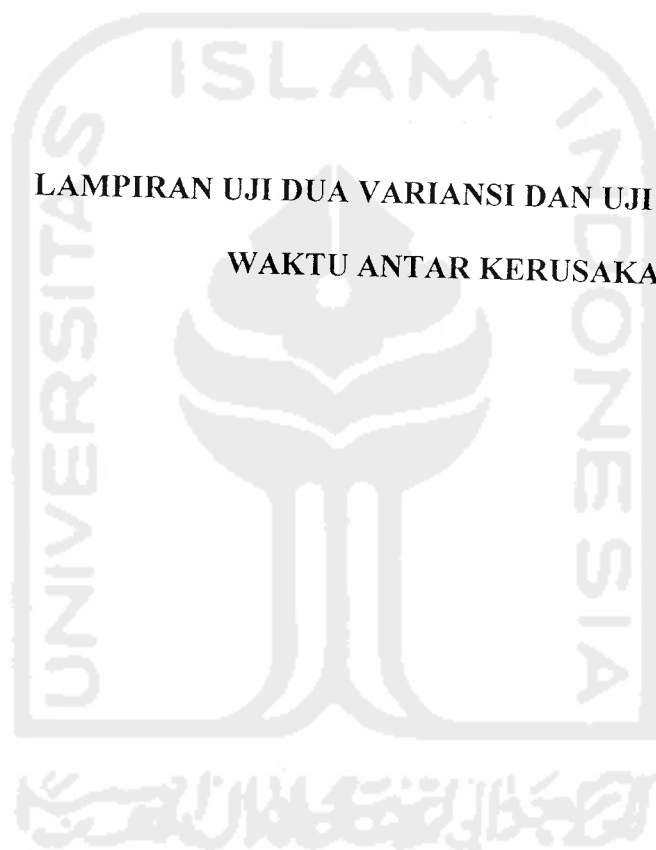 ISLAM
UNIVERSITAS
INDONESIA
LAMPIRAN UJI DUA VARIANSI DAN UJI
WAKTU ANTAR KERUSAKA